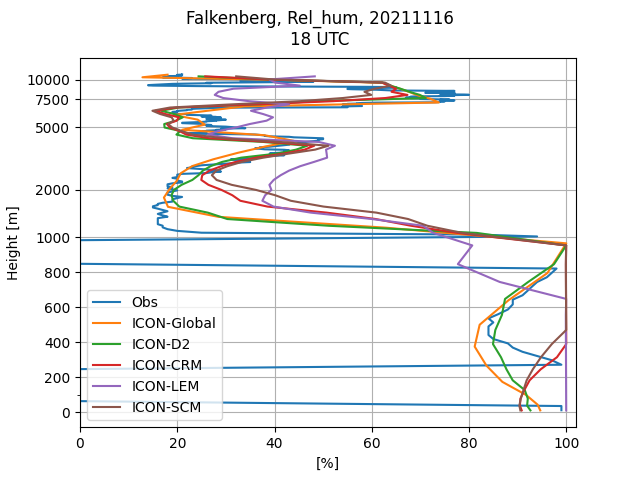 Falkenberg, Rel_hum, 20211116
18 UTC
10000
7500
5000
2000
1000
800
600
400
200
0
Height [m]
Obs
ICON-Global
ICON-D2
ICON-CRM
ICON-LEM
ICON-SCM
0 20 40 60 80 100
[%]